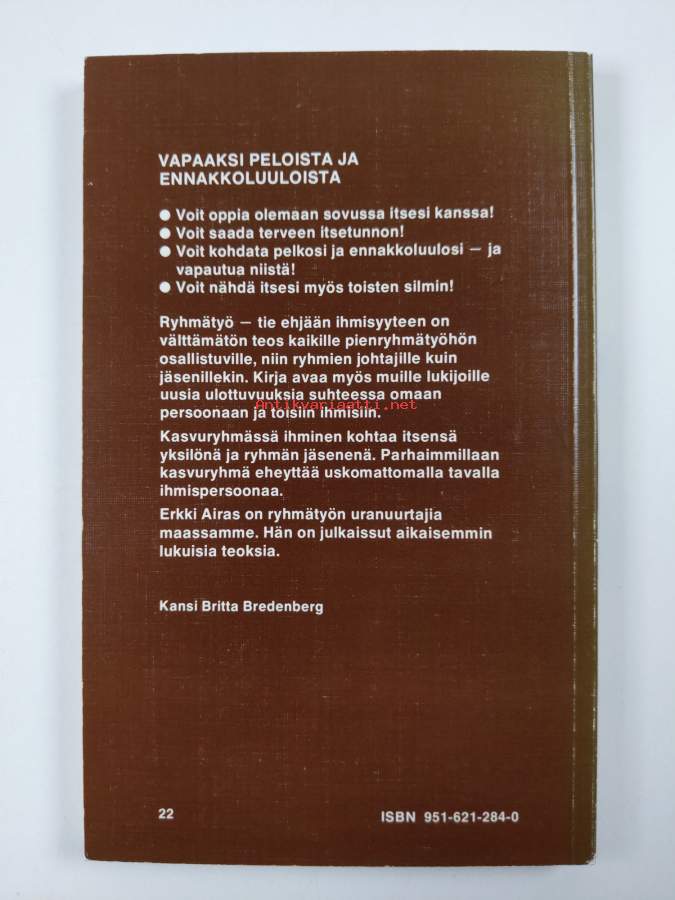 VAPAAKSI PELOISTA JA
ENNAKKOLUULOISTA
● Voit oppia olemaan sovussa itsesi kanssa!
● Voit saada terveen itsetunnon!
● Voit kohdata pelkosi ja ennakkoluulosi – ja
vapautua niistä!
● Voit nähdä itsesi myös toisten silmin!
Ryhmätyö – tie ehjään ihmisyyteen on
välttämätön teos kaikille pienryhmätyöhön
osallistuville, niin ryhmien johtajille kuin
jäsenillekin. Kirja avaa myös muille lukijoille
uusia ulottuvuuksia suhteessa omaan
Antikvariaatti.net
persoonaan ja toisiin ihmisiin.
Kasvuryhmässä ihminen kohtaa itsensä
yksilönä ja ryhmän jäsenenä. Parhaimmillaan
kasvuryhmä eheyttää uskomattomalla tavalla
ihmispersoonaa.
Erkki Airas on ryhmätyön uranuurtajia
maassamme. Hän on julkaissut aikaisemmin
lukuisia teoksia.
Kansi Britta Bredenberg
22
ISBN 951-621-284-0